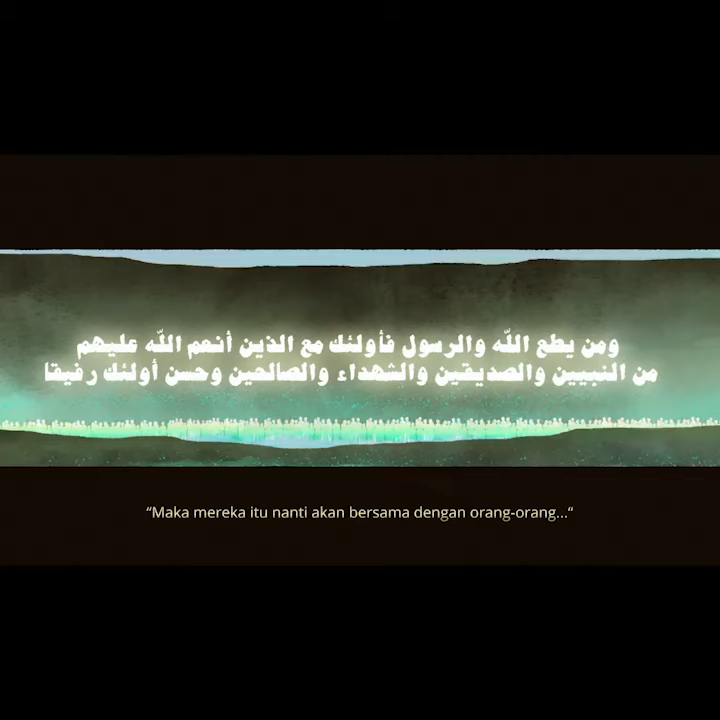 ومن يطع اللّه والرسول فأولئك مع الذين أنعم اللّه عليهم
من النبيين والصديقين والشهداء والصالحين وحسن أولئك رفيقا
“Maka mereka itu nanti akan bersama dengan orang-orang...“